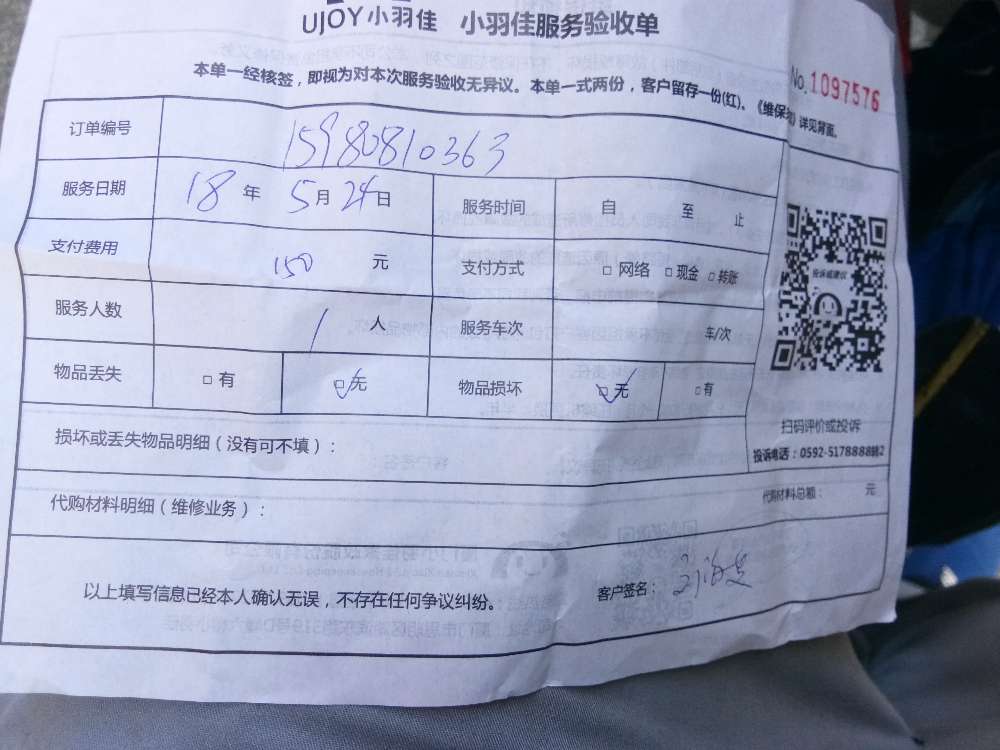 UJOY小羽佳 小羽佳服务验收单
本单一经核签，即视为对本次服务验收无异议。本单一式两份，客户留存一份(红)、《维保 》详见背面。
No. 1097576
订单编号 15980810363
服务日期 18 年 5 月 24 日 服务时间 自 至 止
支付费用 150 元 支付方式 □ 网络 □ 现金 □ 转账
投诉或建议
服务人数 1 人 服务车次 车/次
物品丢失 □ 有 ☑ 无 物品损坏 ☑ 无 □ 有
扫码评价或投诉
损坏或丢失物品明细（没有可不填）：
投诉电话：0592-5178888转2
代购材料明细（维修业务）： 代购材料总额： 元
以上填写信息已经本人确认无误，不存在任何争议纠纷。 客户签名：